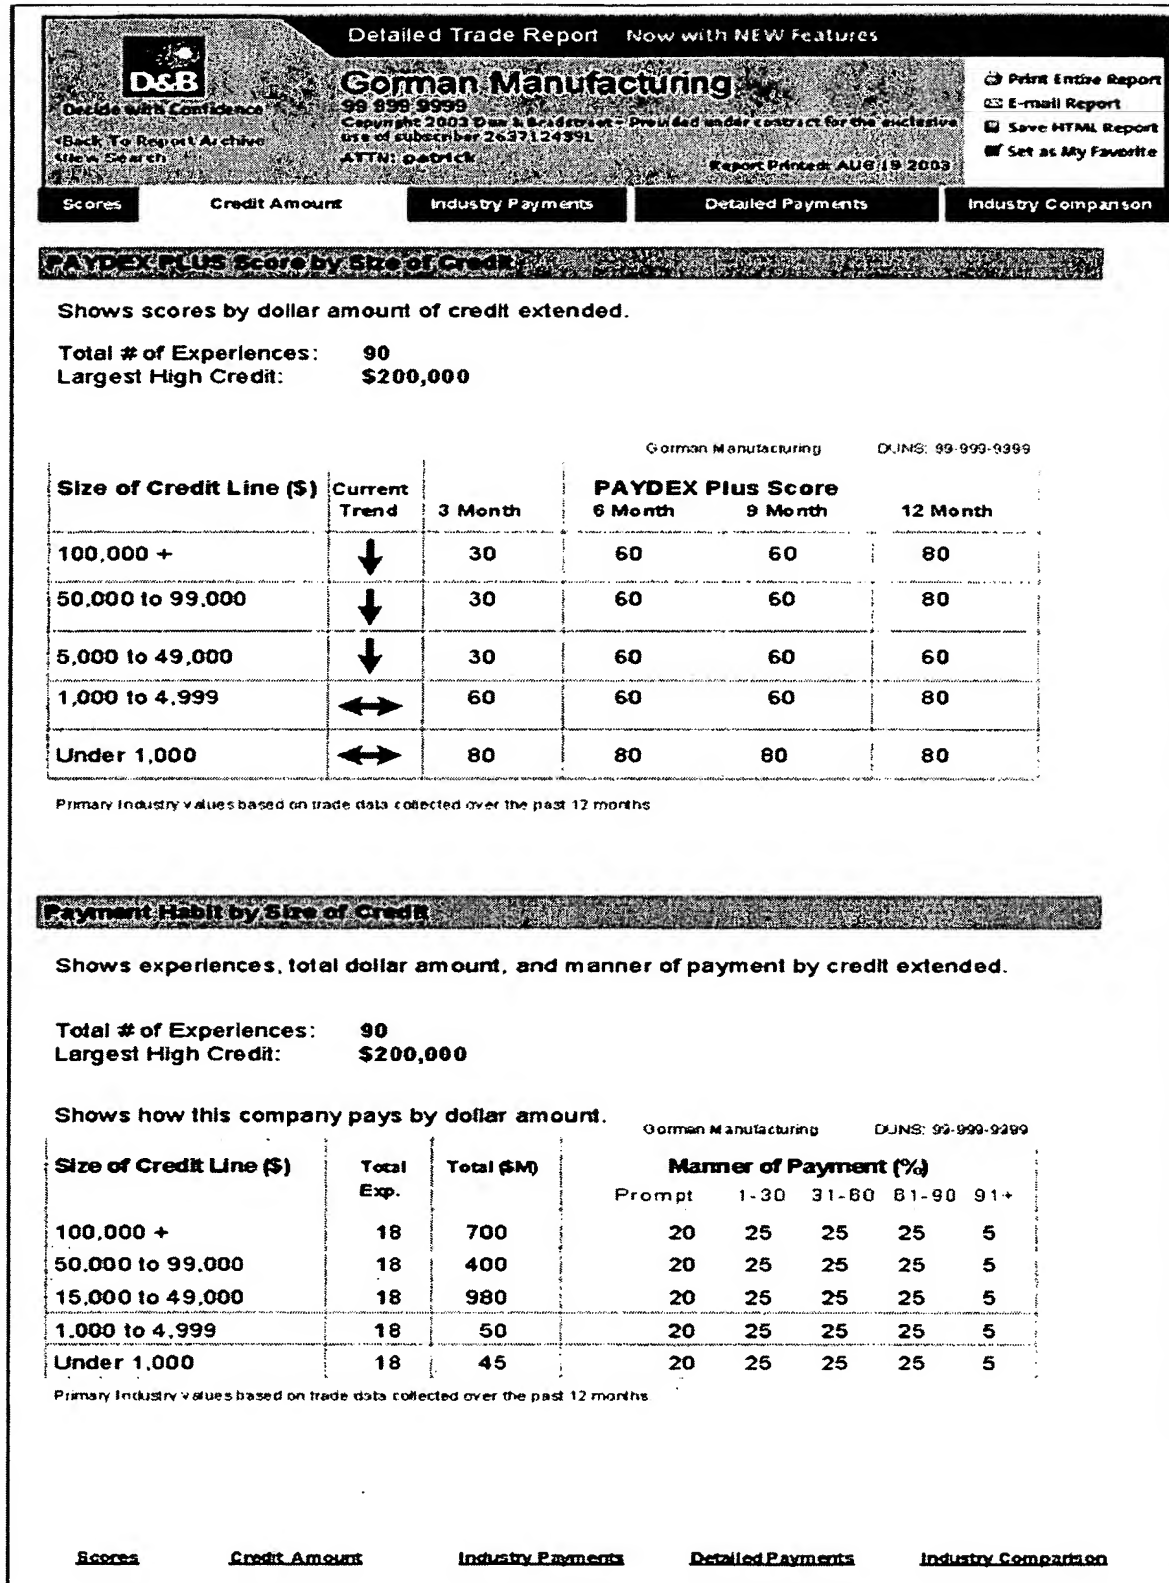 Detailed Trade Report Now with NEW Features
D&B
Decide with Confidence
Back To Report Archive
New Search
Gorman Manufacturing
99 999 9999
Copyright 2003 Dun & Bradstreet - Provided under contract for the exclusive
use of subscriber 263712489L
ATTN: patrick
Report Printed: AUG 19 2003
Print Entire Report
E-mail Report
Save HTML Report
Set as My Favorite
Scores Credit Amount Industry Payments Detailed Payments Industry Comparison
PAYDEX PLUS Score by Size of Credit
Shows scores by dollar amount of credit extended.
Total # of Experiences: 90
Largest High Credit: $200,000
Gorman Manufacturing DUNS: 99-999-9999
Size of Credit Line ($) Current PAYDEX Plus Score
Trend 3 Month 6 Month 9 Month 12 Month
100,000 + 30 60 60 80
50,000 to 99,000 30 60 60 80
5,000 to 49,000 30 60 60 60
1,000 to 4,999 60 60 60 80
Under 1,000 80 80 80 80
Primary Industry values based on trade data collected over the past 12 months
Payment Habit by Size of Credit
Shows experiences, total dollar amount, and manner of payment by credit extended.
Total # of Experiences: 90
Largest High Credit: $200,000
Shows how this company pays by dollar amount.
Gorman Manufacturing DUNS: 99-999-9999
Size of Credit Line ($) Total Total ($M) Manner of Payment (%)
Exp. Prompt 1-30 31-60 61-90 91+
100,000 + 18 700 20 25 25 25 5
50,000 to 99,000 18 400 20 25 25 25 5
15,000 to 49,000 18 980 20 25 25 25 5
1,000 to 4,999 18 50 20 25 25 25 5
Under 1,000 18 45 20 25 25 25 5
Primary Industry values based on trade data collected over the past 12 months
Scores Credit Amount Industry Payments Detailed Payments Industry Comparison